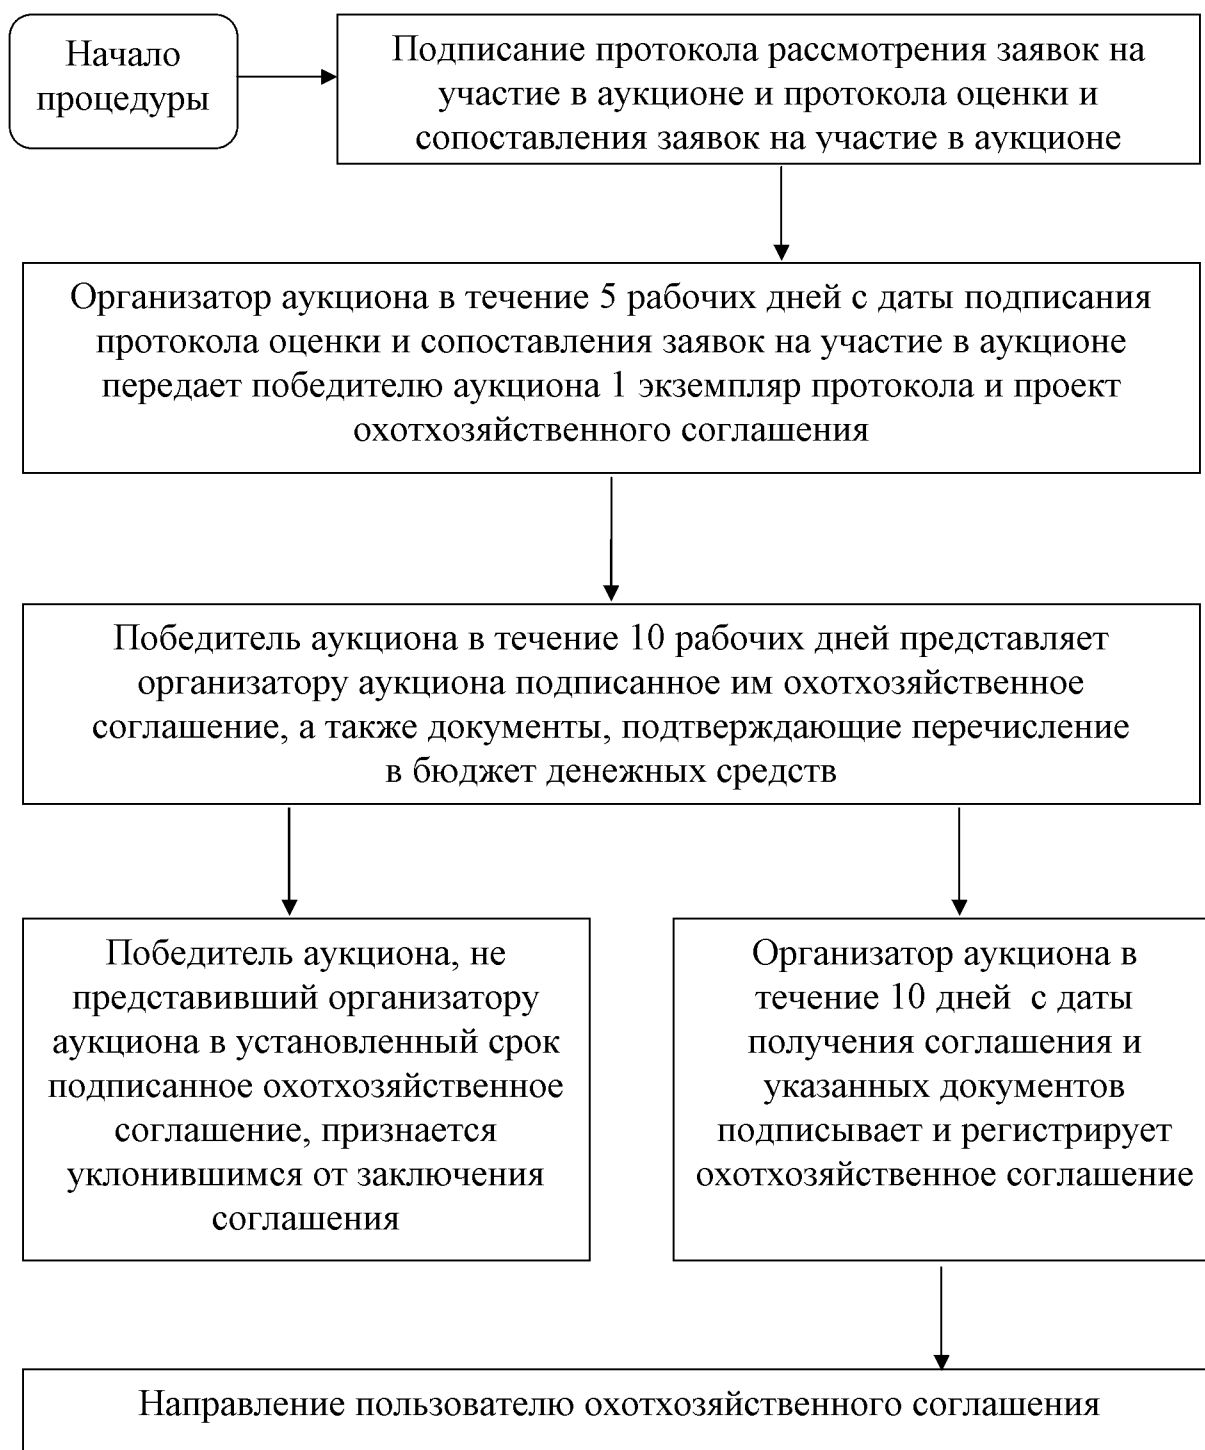 Начало
процедуры
Подписание протокола рассмотрения заявок на
участие в аукционе и протокола оценки и
сопоставления заявок на участие в аукционе
Организатор аукциона в течение 5 рабочих дней с даты подписания
протокола оценки и сопоставления заявок на участие в аукционе
передает победителю аукциона 1 экземпляр протокола и проект
охотхозяйственного соглашения
Победитель аукциона в течение 10 рабочих дней представляет
организатору аукциона подписанное им охотхозяйственное
соглашение, а также документы, подтверждающие перечисление
в бюджет денежных средств
Победитель аукциона, не
представивший организатору
аукциона в установленный срок
подписанное охотхозяйственное
соглашение, признается
уклонившимся от заключения
соглашения
Организатор аукциона в
течение 10 дней  с даты
получения соглашения и
указанных документов
подписывает и регистрирует
охотхозяйственное соглашение
Направление пользователю охотхозяйственного соглашения